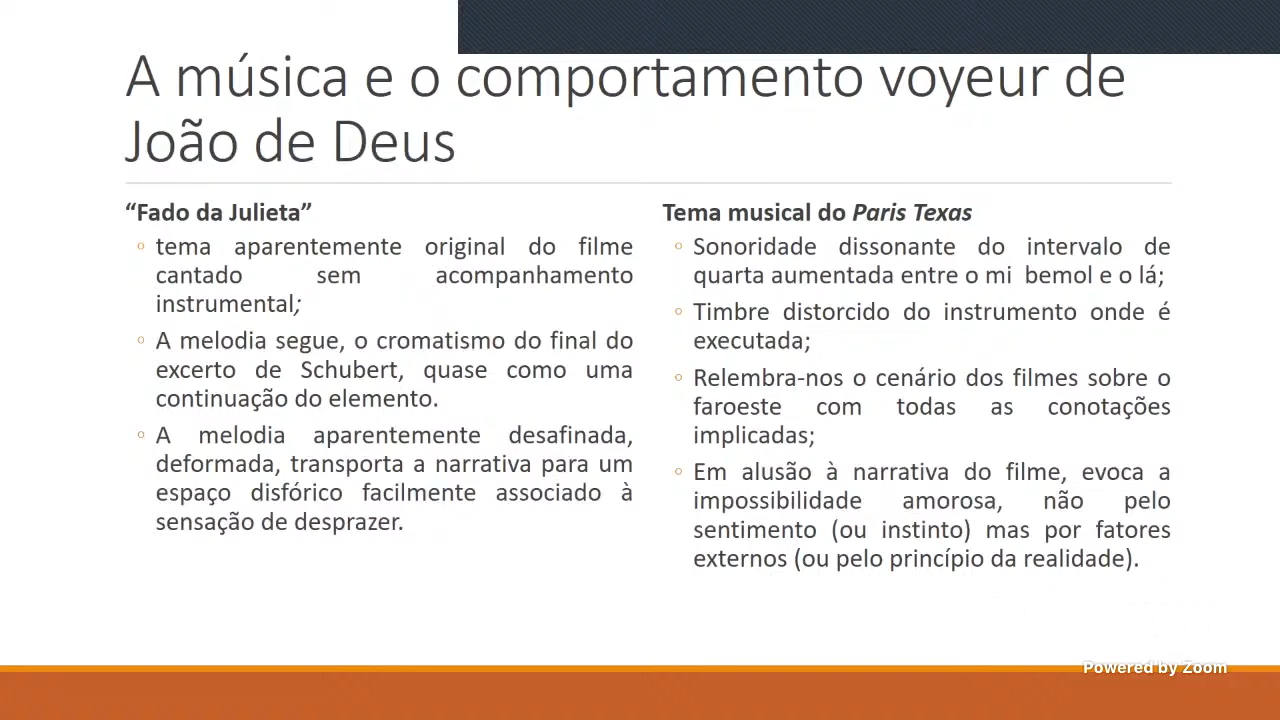 A música e o comportamento voyeur de
João de Deus
“Fado da Julieta”
◦ tema aparentemente original do filme
cantado sem acompanhamento
instrumental;
◦ A melodia segue, o cromatismo do final do
excerto de Schubert, quase como uma
continuação do elemento.
◦ A melodia aparentemente desafinada,
deformada, transporta a narrativa para um
espaço disfórico facilmente associado à
sensação de desprazer.
Tema musical do Paris Texas
◦ Sonoridade dissonante do intervalo de
quarta aumentada entre o mi bemol e o lá;
◦ Timbre distorcido do instrumento onde é
executada;
◦ Relembra-nos o cenário dos filmes sobre o
faroeste com todas as conotações
implicadas;
◦ Em alusão à narrativa do filme, evoca a
impossibilidade amorosa, não pelo
sentimento (ou instinto) mas por fatores
externos (ou pelo princípio da realidade).
Powered by Zoom